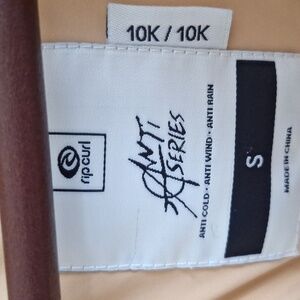 10K / 10K
rip curl
ANTI
SERIES
ANTI COLD · ANTI WIND · ANTI RAIN
S
MADE IN CHINA